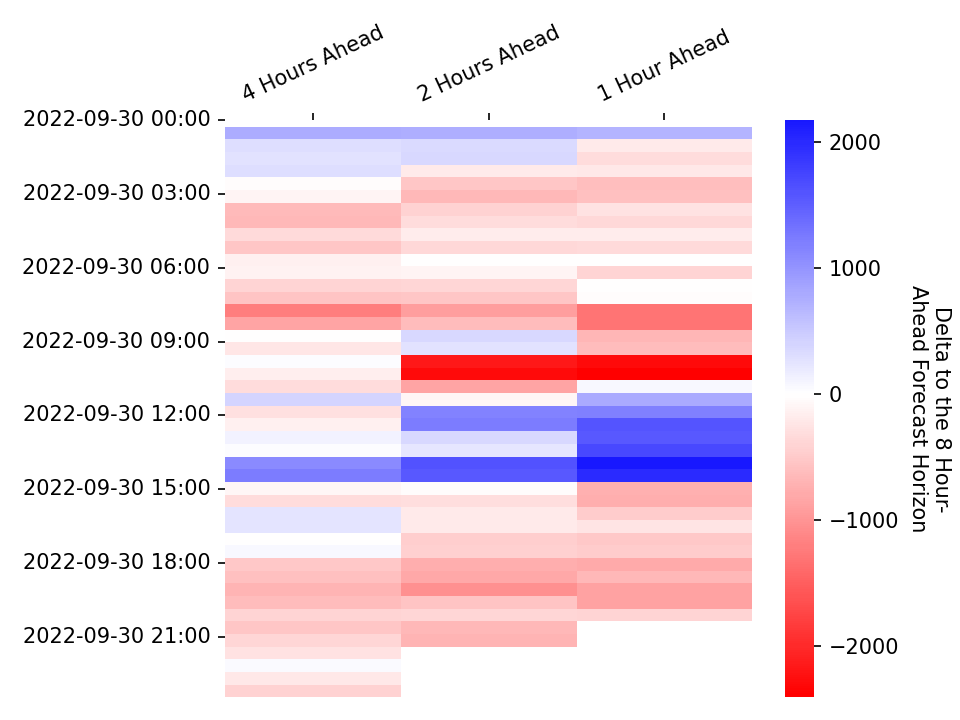 4 Hours Ahead
2 Hours Ahead
1 Hour Ahead
2022-09-30 00:00
2022-09-30 03:00
2022-09-30 06:00
2022-09-30 09:00
2022-09-30 12:00
2022-09-30 15:00
2022-09-30 18:00
2022-09-30 21:00
2000
1000
0
−1000
−2000
Delta to the 8 Hour-
Ahead Forecast Horizon